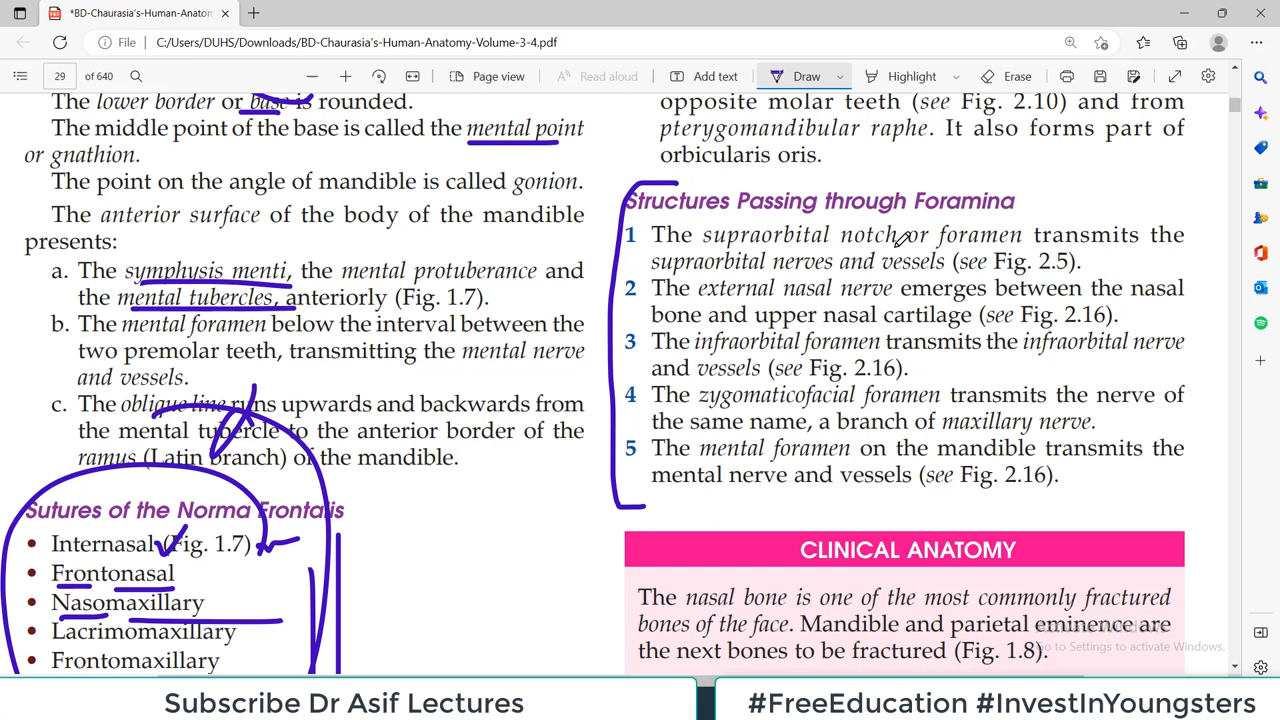 *BD-Chaurasia's-Human-Anatom
File
C:/Users/DUHS/Downloads/BD-Chaurasia's-Human-Anatomy-Volume-3-4.pdf
29 of 640
Page view
Read aloud
Add text
Draw
Highlight
Erase
The lower border or base is rounded.
The middle point of the base is called the mental point
or gnathion.
The point on the angle of mandible is called gonion.
The anterior surface of the body of the mandible
presents:
a. The symphysis menti, the mental protuberance and
the mental tubercles, anteriorly (Fig. 1.7).
b. The mental foramen below the interval between the
two premolar teeth, transmitting the mental nerve
and vessels.
c. The oblique line runs upwards and backwards from
the mental tubercle to the anterior border of the
ramus (Latin branch) of the mandible.
Sutures of the Norma Frontalis
• Internasal (Fig. 1.7)
• Frontonasal
• Nasomaxillary
• Lacrimomaxillary
• Frontomaxillary
opposite molar teeth (see Fig. 2.10) and from
pterygomandibular raphe. It also forms part of
orbicularis oris.
Structures Passing through Foramina
1 The supraorbital notch or foramen transmits the
supraorbital nerves and vessels (see Fig. 2.5).
2 The external nasal nerve emerges between the nasal
bone and upper nasal cartilage (see Fig. 2.16).
3 The infraorbital foramen transmits the infraorbital nerve
and vessels (see Fig. 2.16).
4 The zygomaticofacial foramen transmits the nerve of
the same name, a branch of maxillary nerve.
5 The mental foramen on the mandible transmits the
mental nerve and vessels (see Fig. 2.16).
CLINICAL ANATOMY
The nasal bone is one of the most commonly fractured
bones of the face. Mandible and parietal eminence are
the next bones to be fractured (Fig. 1.8).
Go to Settings to activate Windows.
Subscribe Dr Asif Lectures
#FreeEducation #InvestInYoungsters